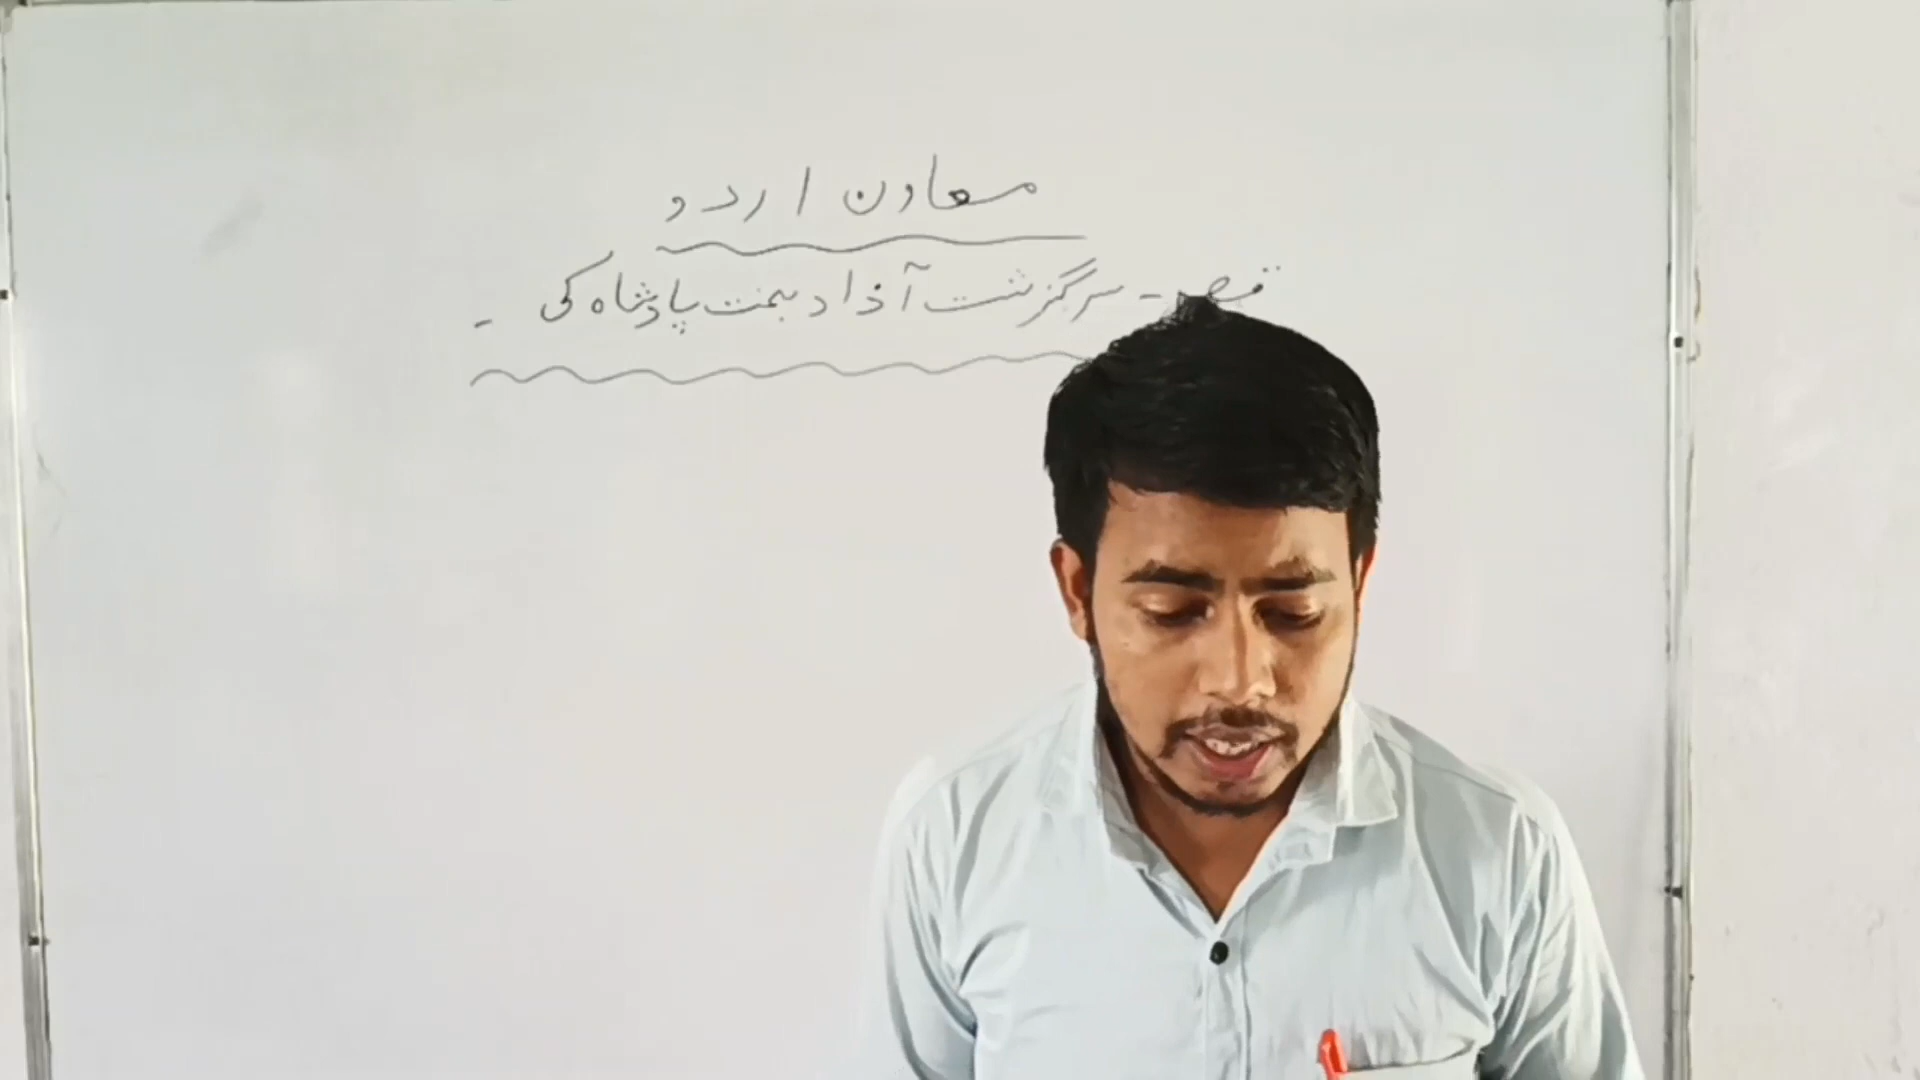 معاون اردو
قصہ - سرگزشت آذاد بخت پادشاہ کی -